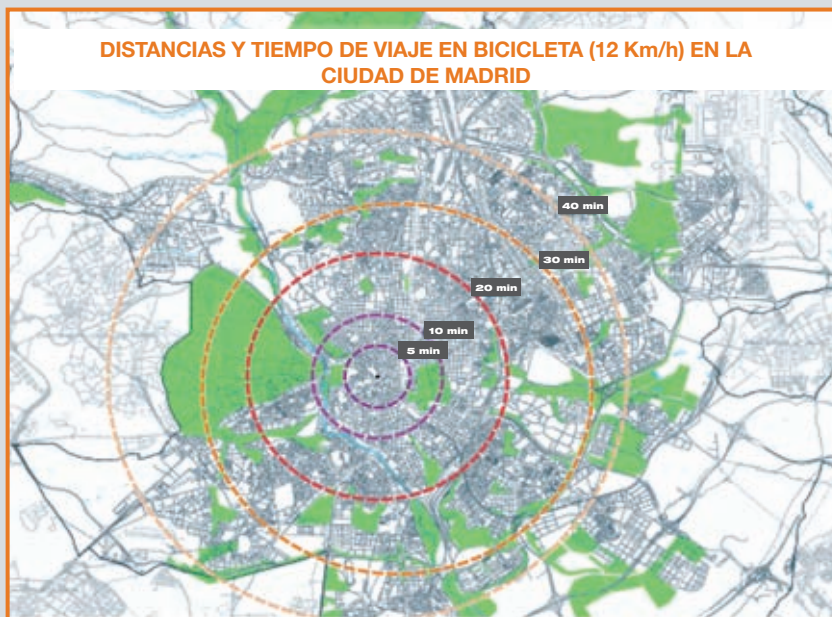 DISTANCIAS Y TIEMPO DE VIAJE EN BICICLETA (12 Km/h) EN LA
CIUDAD DE MADRID
40 min
30 min
20 min
10 min
5 min